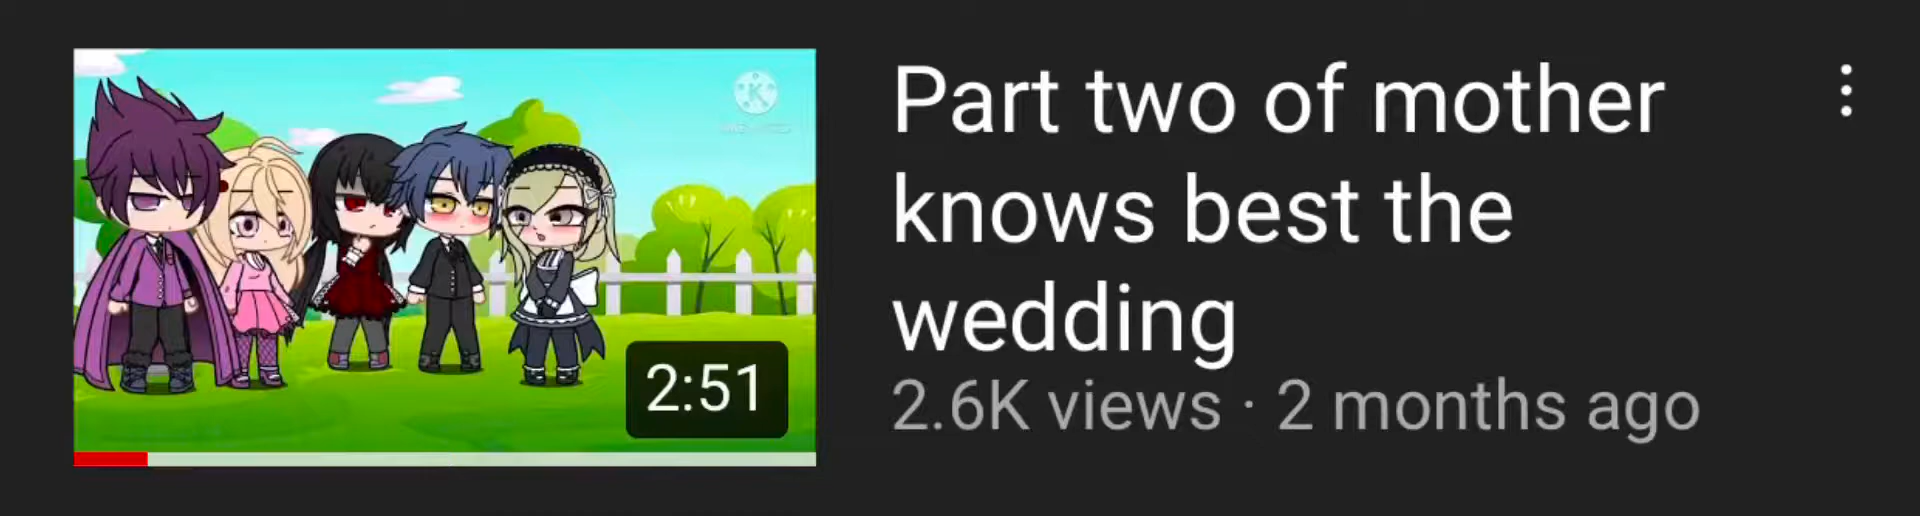 Part two of mother
knows best the
wedding
2.6K views · 2 months ago
K
2:51